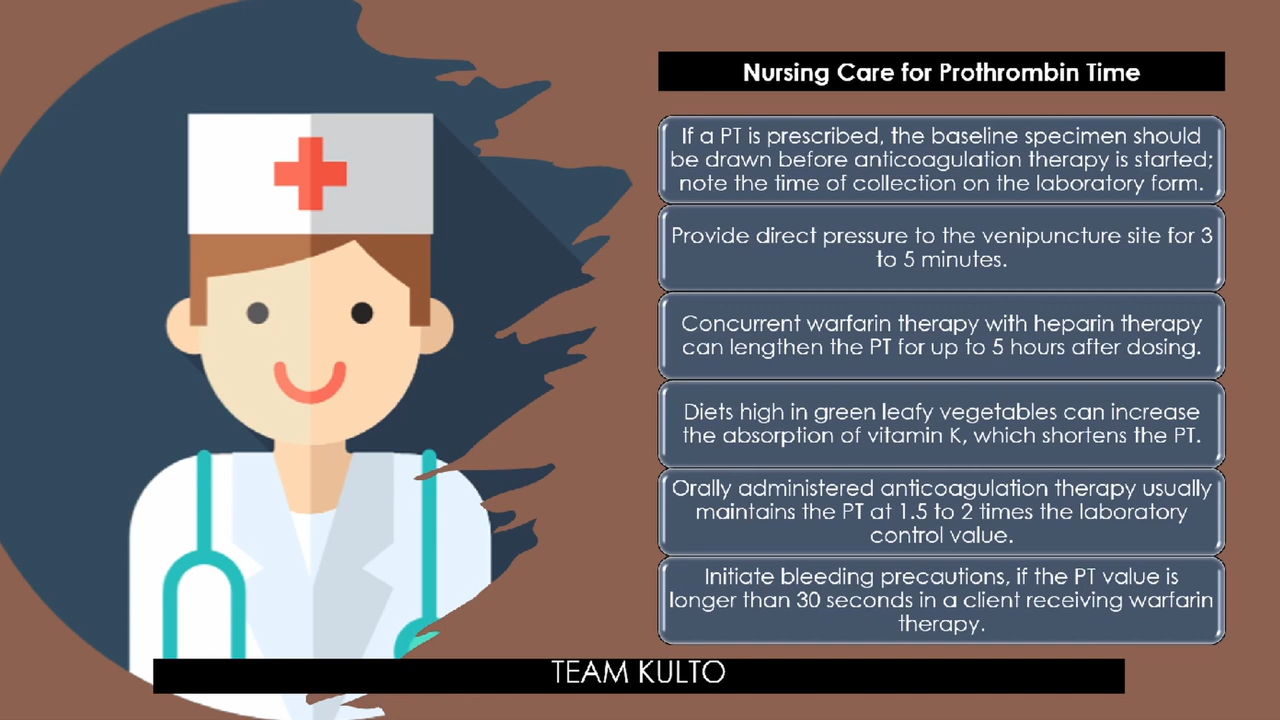 Nursing Care for Prothrombin Time
If a PT is prescribed, the baseline specimen should
be drawn before anticoagulation therapy is started;
note the time of collection on the laboratory form.
Provide direct pressure to the venipuncture site for 3
to 5 minutes.
Concurrent warfarin therapy with heparin therapy
can lengthen the PT for up to 5 hours after dosing.
Diets high in green leafy vegetables can increase
the absorption of vitamin K, which shortens the PT.
Orally administered anticoagulation therapy usually
maintains the PT at 1.5 to 2 times the laboratory
control value.
Initiate bleeding precautions, if the PT value is
longer than 30 seconds in a client receiving warfarin
therapy.
TEAM KULTO